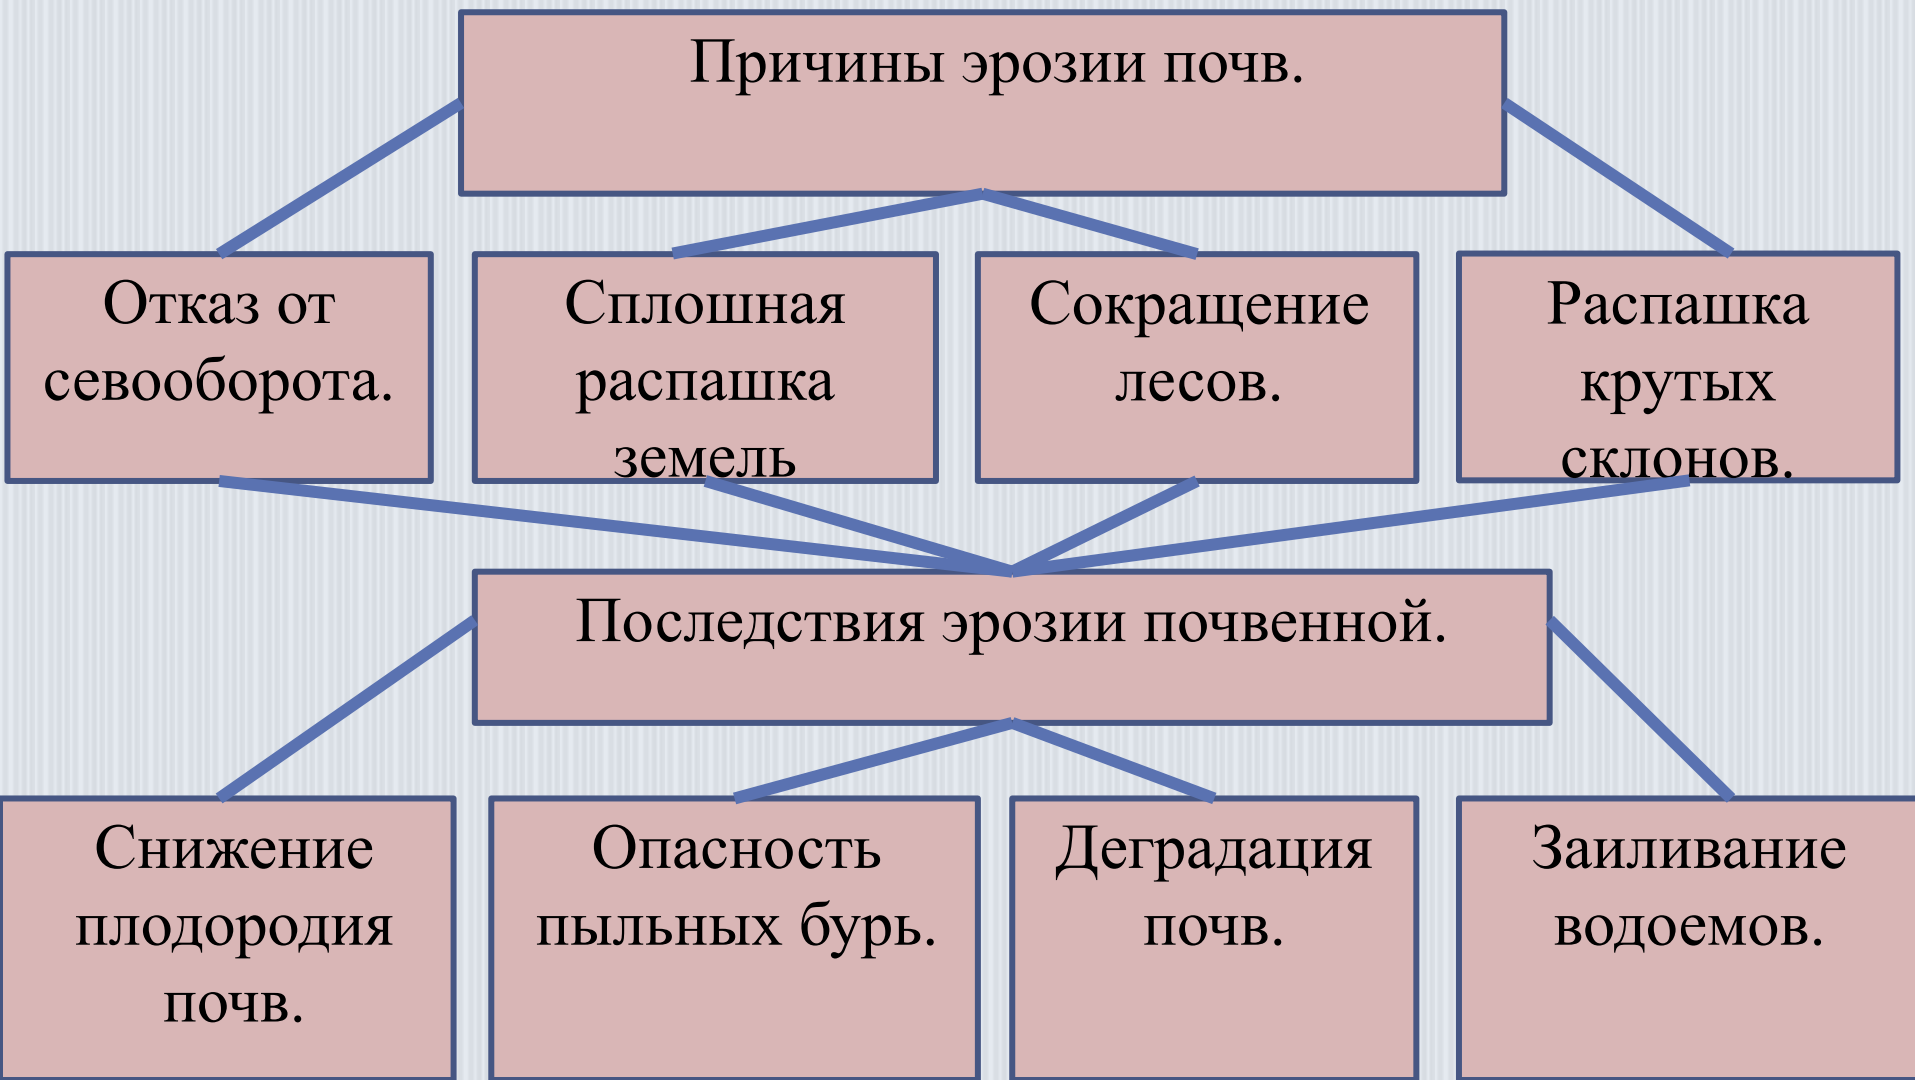 Причины эрозии почв.
Отказ от
севооборота.
Сплошная
распашка
земель
Сокращение
лесов.
Распашка
крутых
склонов.
Последствия эрозии почвенной.
Снижение
плодородия
почв.
Опасность
пыльных бурь.
Деградация
почв.
Заиливание
водоемов.